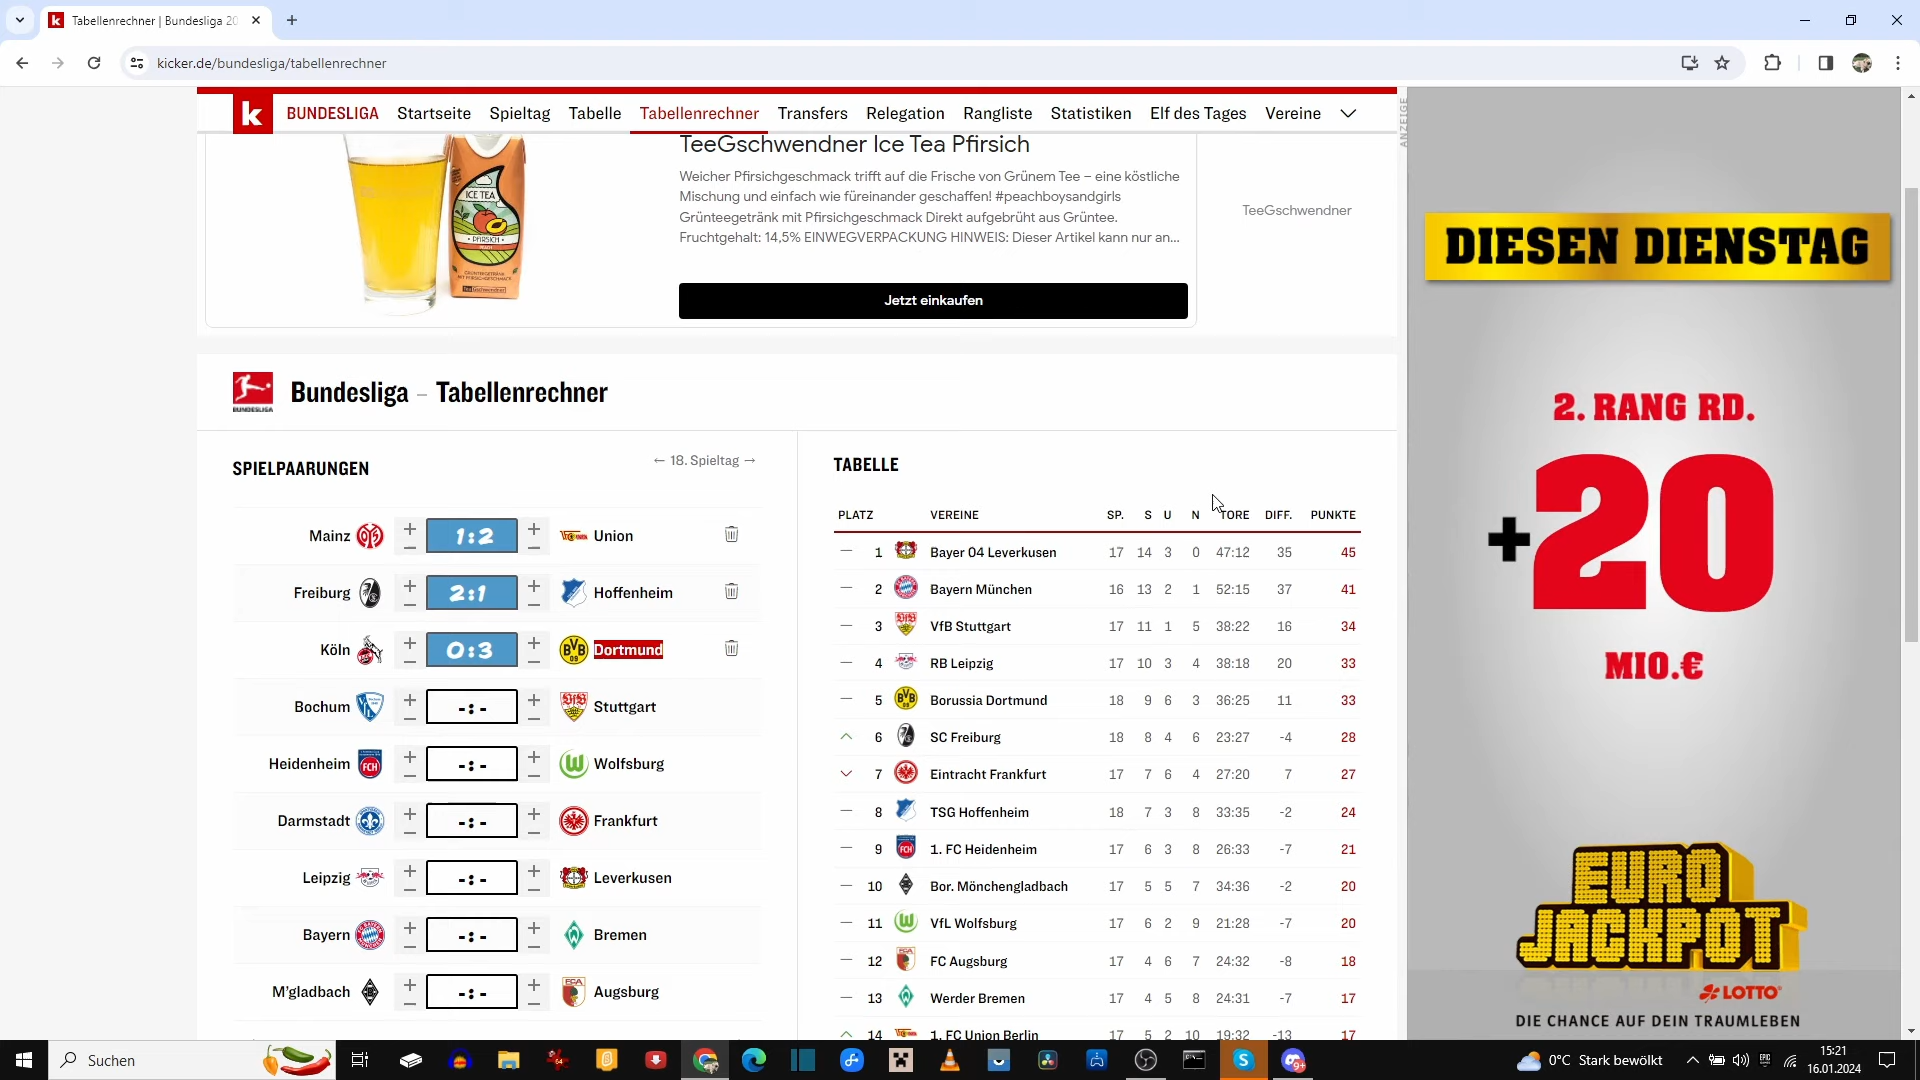 Tabellenrechner | Bundesliga 20
kicker.de/bundesliga/tabellenrechner
k BUNDESLIGA Startseite Spieltag Tabelle Tabellenrechner Transfers Relegation Rangliste Statistiken Elf des Tages Vereine
ANZEIGE
TeeGschwendner Ice Tea Pfirsich
Weicher Pfirsichgeschmack trifft auf die Frische von Grünem Tee – eine köstliche
Mischung und einfach wie füreinander geschaffen! #peachboysandgirls
Grünteegetränk mit Pfirsichgeschmack Direkt aufgebrüht aus Grüntee.
Fruchtgehalt: 14,5% EINWEGVERPACKUNG HINWEIS: Dieser Artikel kann nur an...
TeeGschwendner
ICE TEA
PFIRSICH
Jetzt einkaufen
BUNDESLIGA
Bundesliga – Tabellenrechner
SPIELPAARUNGEN
← 18. Spieltag →
Mainz + − 1:2 + − Union
Freiburg + − 2:1 + − Hoffenheim
Köln + − 0:3 + − Dortmund
Bochum + − -:- + − Stuttgart
Heidenheim + − -:- + − Wolfsburg
Darmstadt + − -:- + − Frankfurt
Leipzig + − -:- + − Leverkusen
Bayern + − -:- + − Bremen
M'gladbach + − -:- + − Augsburg
TABELLE
PLATZ VEREINE SP. S U N TORE DIFF. PUNKTE
— 1 Bayer 04 Leverkusen 17 14 3 0 47:12 35 45
— 2 Bayern München 16 13 2 1 52:15 37 41
— 3 VfB Stuttgart 17 11 1 5 38:22 16 34
— 4 RB Leipzig 17 10 3 4 38:18 20 33
— 5 Borussia Dortmund 18 9 6 3 36:25 11 33
6 SC Freiburg 18 8 4 6 23:27 -4 28
7 Eintracht Frankfurt 17 7 6 4 27:20 7 27
— 8 TSG Hoffenheim 18 7 3 8 33:35 -2 24
— 9 1. FC Heidenheim 17 6 3 8 26:33 -7 21
— 10 Bor. Mönchengladbach 17 5 5 7 34:36 -2 20
— 11 VfL Wolfsburg 17 6 2 9 21:28 -7 20
— 12 FC Augsburg 17 4 6 7 24:32 -8 18
— 13 Werder Bremen 17 4 5 8 24:31 -7 17
14 1. FC Union Berlin 17 5 2 10 19:32 -13 17
DIESEN DIENSTAG
2. RANG RD.
+20
MIO.€
EURO
JACKPOT
LOTTO
DIE CHANCE AUF DEIN TRAUMLEBEN
Suchen
0°C Stark bewölkt
15:21
16.01.2024